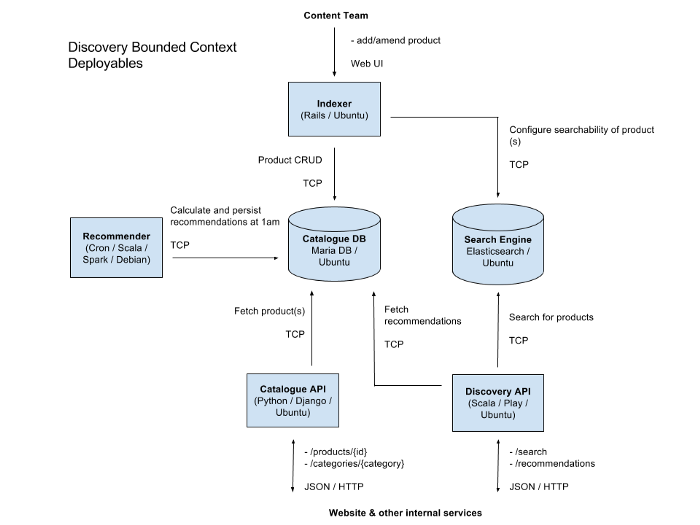 Content Team
Discovery Bounded Context
Deployables
- add/amend product
Web UI
Indexer
(Rails / Ubuntu)
Configure searchability of product
(s)
TCP
Product CRUD
TCP
Calculate and persist
recommendations at 1am
TCP
Recommender
(Cron / Scala /
Spark / Debian)
Catalogue DB
Maria DB /
Ubuntu
Search Engine
Elasticsearch /
Ubuntu
Fetch product(s)
TCP
Fetch
recommendations
TCP
Search for products
TCP
Catalogue API
(Python / Django /
Ubuntu)
Discovery API
(Scala / Play /
Ubuntu)
- /products/{id}
- /categories/{category}
JSON / HTTP
- /search
- /recommendations
JSON / HTTP
Website & other internal services